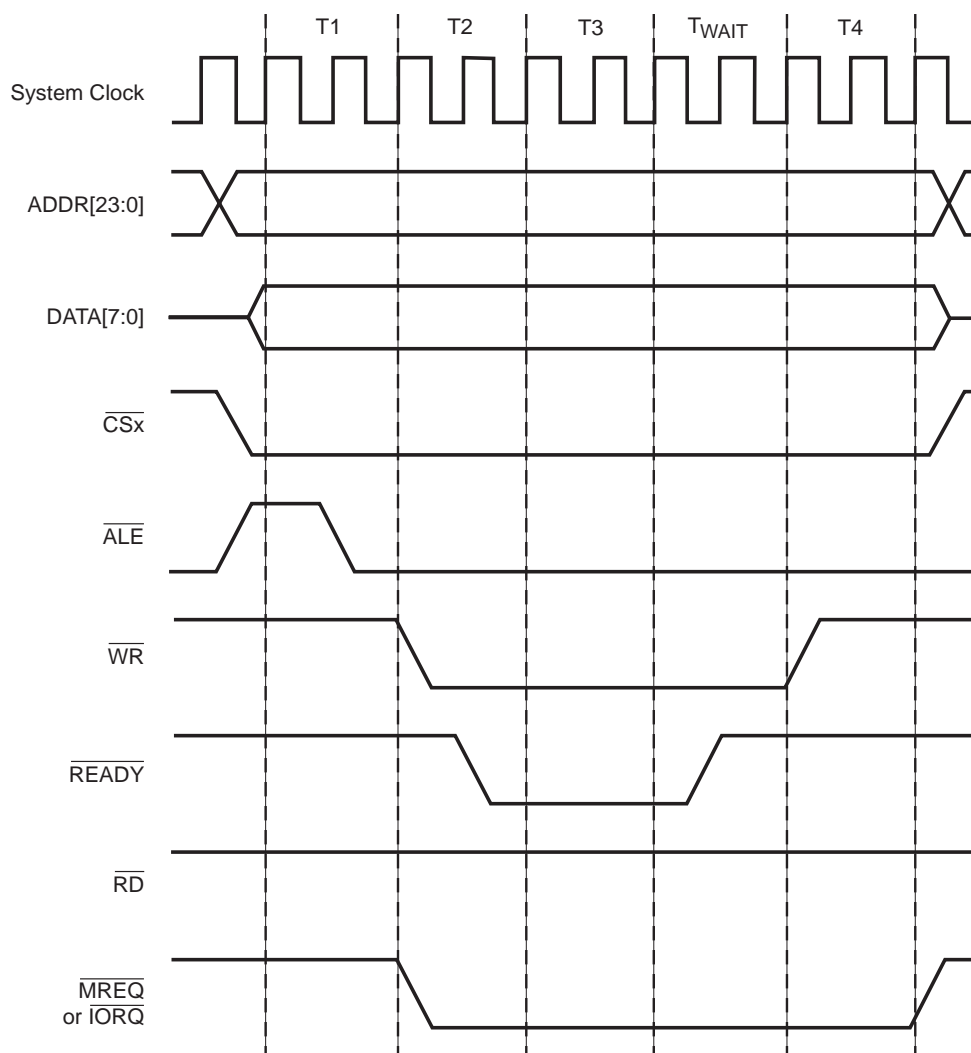 T1 T2 T3 TWAIT T4
System Clock
ADDR[23:0]
DATA[7:0]
CSx
ALE
WR
READY
RD
MREQ
or IORQ